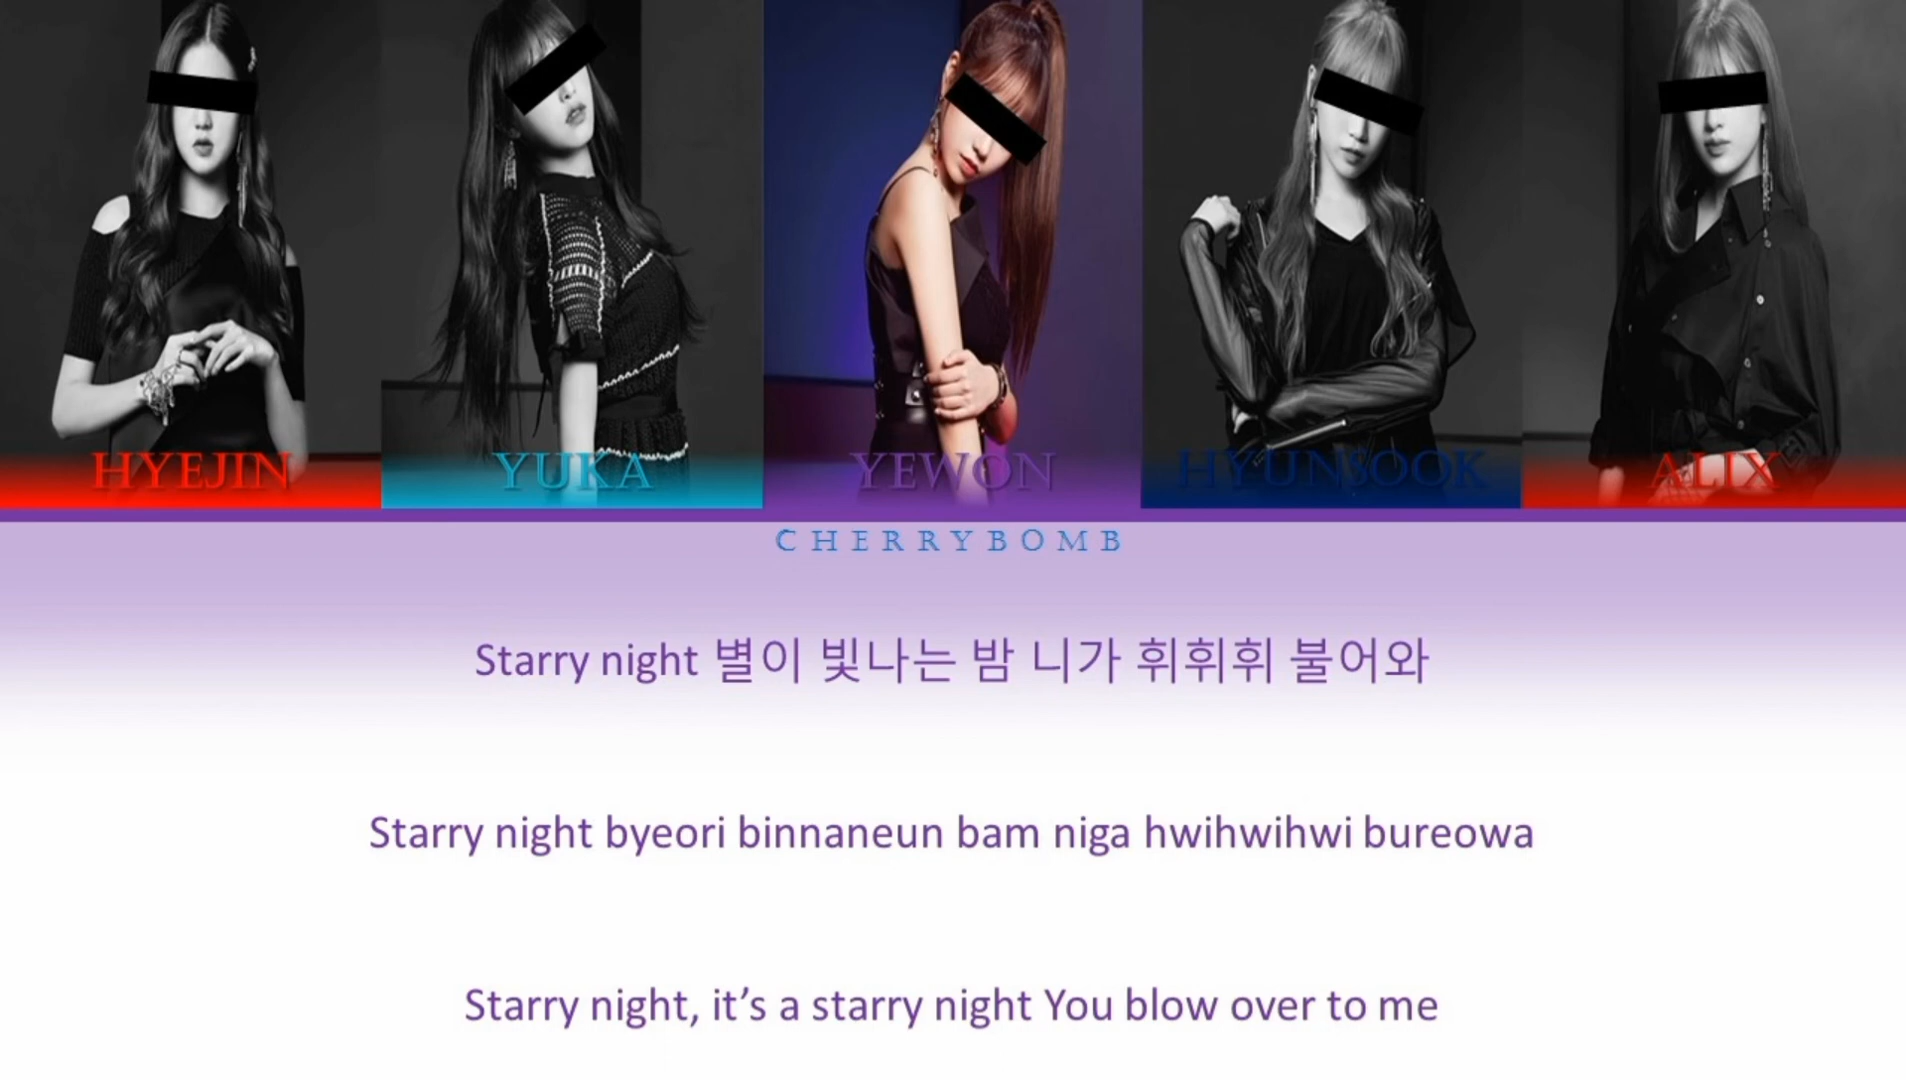 HYEJIN
YUKA
YEWON
HYUNSOOK
ALIX
CHERRYBOMB
Starry night 별이 빛나는 밤 니가 휘휘휘 불어와
Starry night byeori binnaneun bam niga hwihwihwi bureowa
Starry night, it’s a starry night You blow over to me